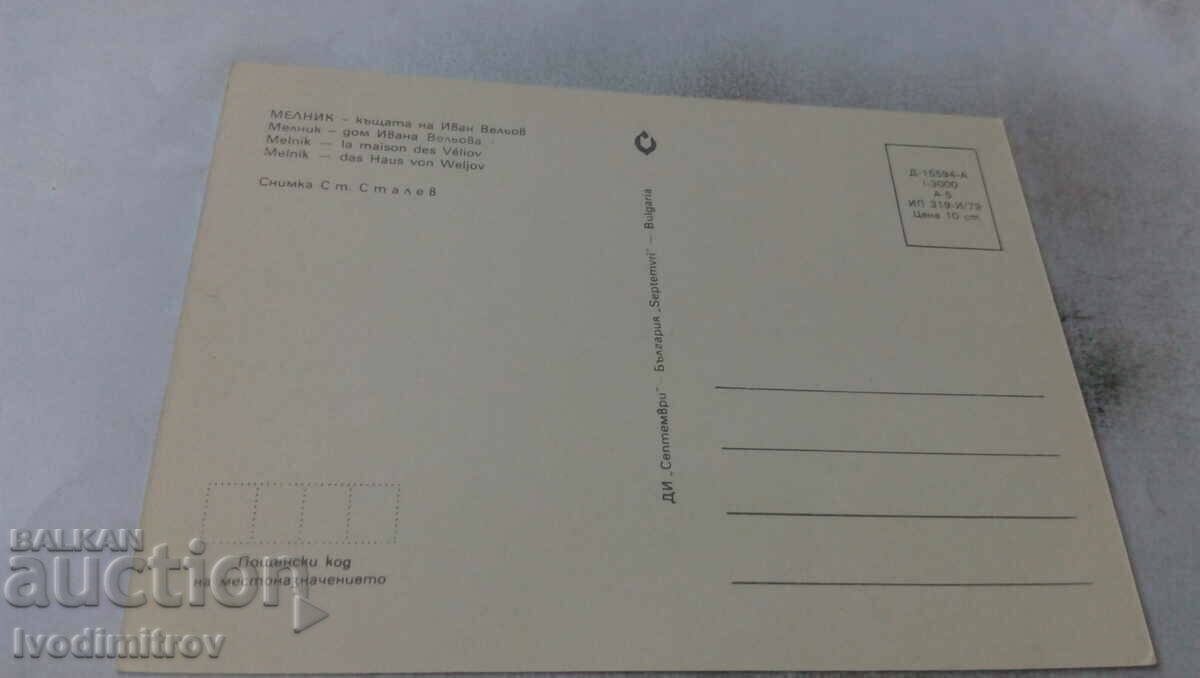 МЕЛНИК – къщата на Иван Вельов
Мелник – дом Ивана Вельова
Melnik — la maison des Véliov
Melnik — das Haus von Weljov
Снимка Ст. Сталев
ДИ „Септември" — България „Septemvri" — Bulgaria
Д-15594-А
I-3000
А-5
ИП 319-И/79
Цена 10 ст.
Пощенски код
на местоназначението
BALKAN
auction
Ivodimitrov